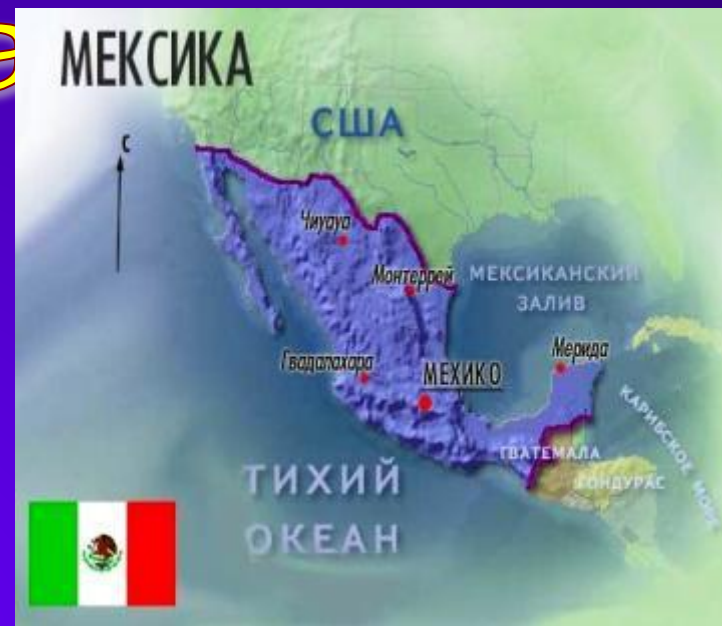 МЕКСИКА
С
США
Чиуауа
Монтеррей
МЕКСИКАНСКИЙ
ЗАЛИВ
Гвадалахара
МЕХИКО
Мерида
КАРИБСКОЕ МОРЕ
ГВАТЕМАЛА
ГОНДУРАС
ТИХИЙ
ОКЕАН